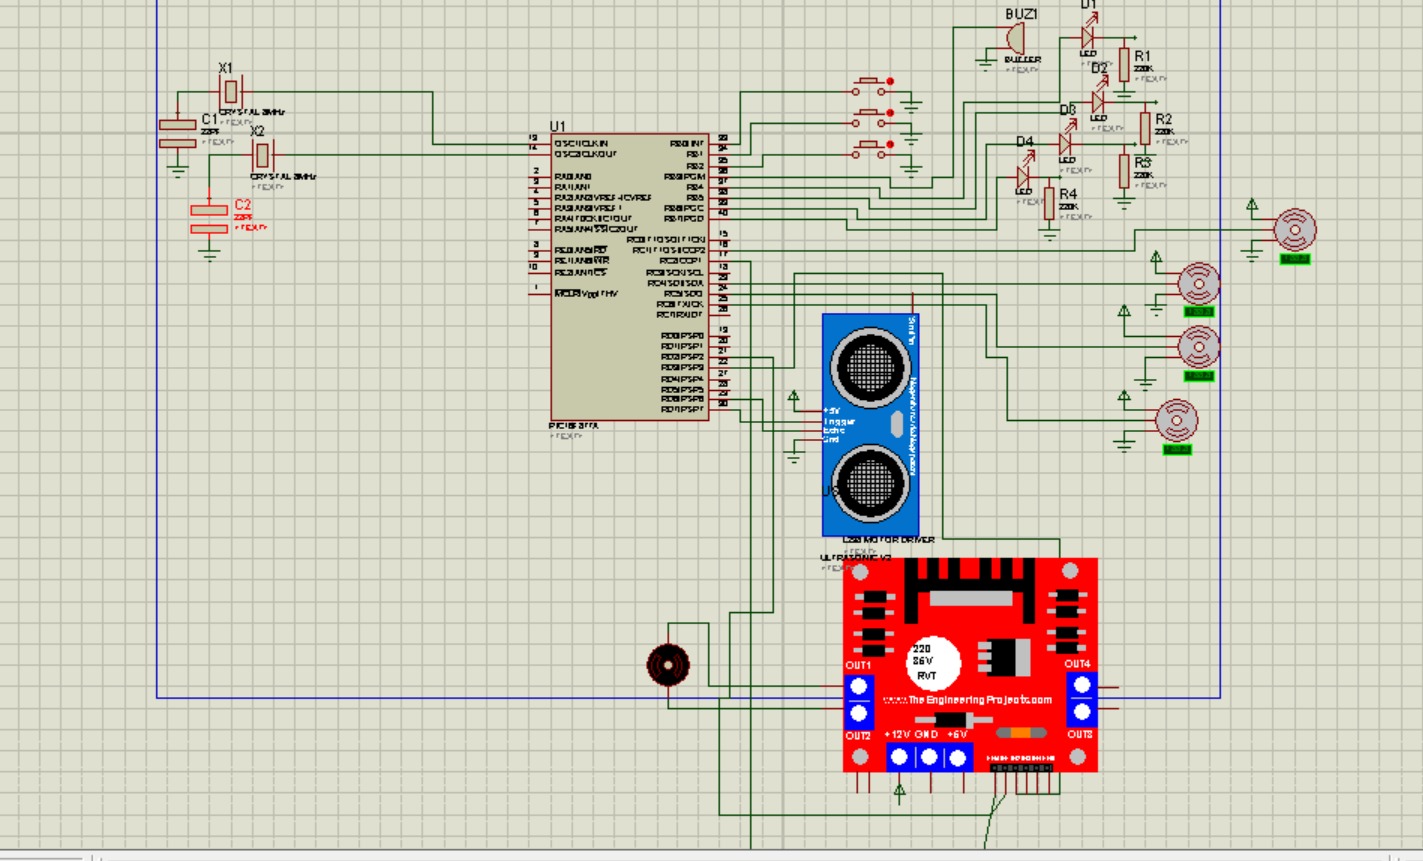 BUZ1
BUZZER
D1
LED
R1
220K
<TEXT>
D2
LED
R2
220K
<TEXT>
D3
LED
R3
220K
<TEXT>
D4
LED
R4
220K
<TEXT>
X1
CRYSTAL 8MHz
<TEXT>
C1
22PF
<TEXT>
X2
CRYSTAL 8MHz
<TEXT>
C2
22PF
<TEXT>
U1
13
OSC1/CLKIN
14
OSC2/CLKOUT
2
RA0/AN0
3
RA1/AN1
4
RA2/AN2/VREF-/CVREF
5
RA3/AN3/VREF+
6
RA4/T0CKI/C1OUT
7
RA5/AN4/SS/C2OUT
8
RE0/AN5/RD
9
RE1/AN6/WR
10
RE2/AN7/CS
1
MCLR/Vpp/THV
RB0/INT
33
RB1
34
RB2
35
RB3/PGM
36
RB4
37
RB5
38
RB6/PGC
39
RB7/PGD
40
RC0/T1OSO/T1CKI
15
RC1/T1OSI/CCP2
16
RC2/CCP1
17
RC3/SCK/SCL
18
RC4/SDI/SDA
23
RC5/SDO
24
RC6/TX/CK
25
RC7/RX/DT
26
RD0/PSP0
19
RD1/PSP1
20
RD2/PSP2
21
RD3/PSP3
22
RD4/PSP4
27
RD5/PSP5
28
RD6/PSP6
29
RD7/PSP7
30
PIC16F877A
<TEXT>
+5V
Trigger
Echo
Gnd
L298 MOTOR DRIVER
<TEXT>
ULTRASONIC V2
<TEXT>
220
35V
RVT
OUT1
OUT4
www.TheEngineeringProjects.com
OUT2
OUT3
+12V GND +5V